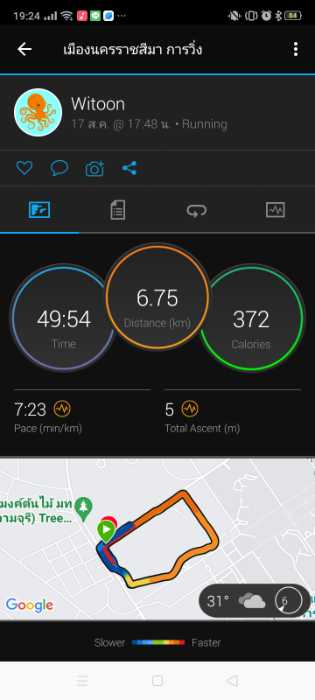 19:24
84
เมืองนครราชสีมา การวิ่ง
Witoon
17 ส.ค. @ 17:48 น. • Running
49:54
Time
6.75
Distance (km)
372
Calories
7:23
Pace (min/km)
5
Total Ascent (m)
มงค์ต้นไม้ มท
ามจุรี) Tree...
Google
31°
6
Slower
Faster